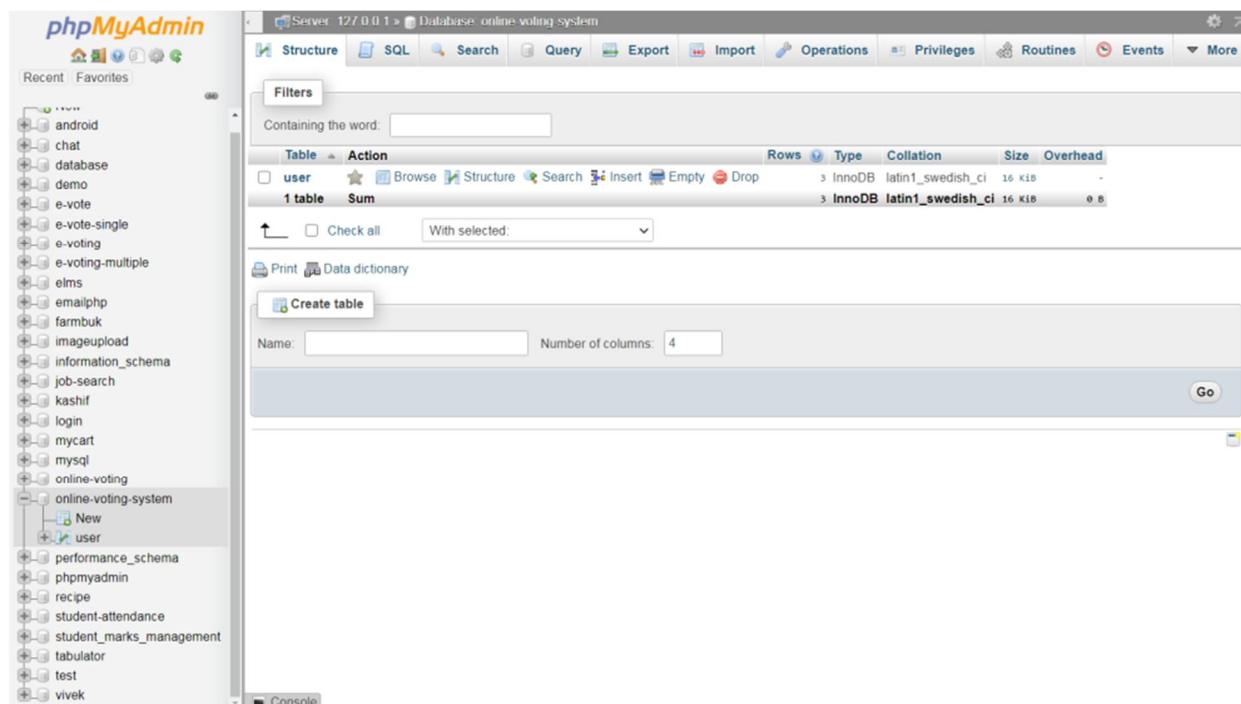 phpMyAdmin
Recent Favorites
New
android
chat
database
demo
e-vote
e-vote-single
e-voting
e-voting-multiple
elms
emailphp
farmbuk
imageupload
information_schema
job-search
kashif
login
mycart
mysql
online-voting
online-voting-system
New
user
performance_schema
phpmyadmin
recipe
student-attendance
student_marks_management
tabulator
test
vivek
Server: 127.0.0.1 » Database: online-voting-system
Structure SQL Search Query Export Import Operations Privileges Routines Events More
Filters
Containing the word:
Table Action Rows Type Collation Size Overhead
user Browse Structure Search Insert Empty Drop 3 InnoDB latin1_swedish_ci 16 KiB -
1 table Sum 3 InnoDB latin1_swedish_ci 16 KiB 0 B
Check all With selected:
Print Data dictionary
Create table
Name: Number of columns: 4
Go
Console